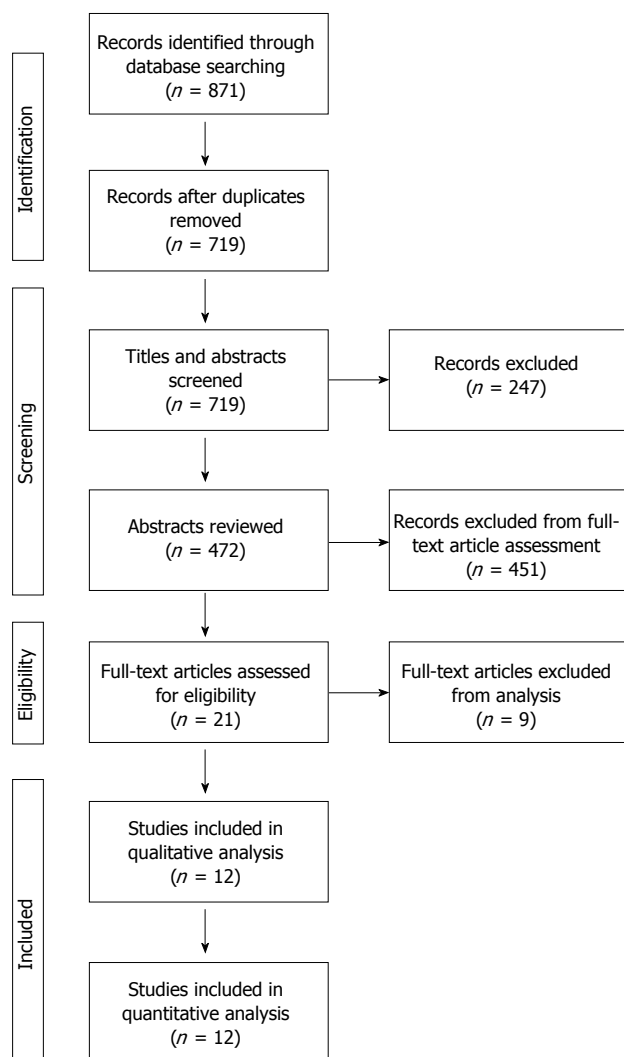 Identification
Records identified through
database searching
(n = 871)
Records after duplicates
removed
(n = 719)
Screening
Titles and abstracts
screened
(n = 719)
Records excluded
(n = 247)
Abstracts reviewed
(n = 472)
Records excluded from full-
text article assessment
(n = 451)
Eligibility
Full-text articles assessed
for eligibility
(n = 21)
Full-text articles excluded
from analysis
(n = 9)
Included
Studies included in
qualitative analysis
(n = 12)
Studies included in
quantitative analysis
(n = 12)